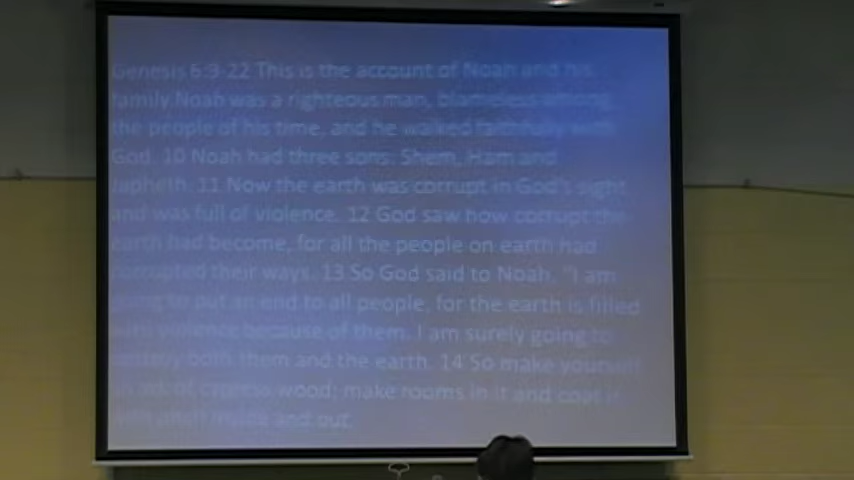 Genesis 6:9-22 This is the account of Noah and his
family Noah was a righteous man, blameless among
the people of his time, and he walked faithfully with
God. 10 Noah had three sons: Shem, Ham and
Japheth. 11 Now the earth was corrupt in God's sight
and was full of violence. 12 God saw how corrupt the
earth had become, for all the people on earth had
corrupted their ways. 13 So God said to Noah, "I am
going to put an end to all people, for the earth is filled
with violence because of them. I am surely going to
destroy both them and the earth. 14 So make yourself
an ark of cypress wood; make rooms in it and coat it
with pitch inside and out.